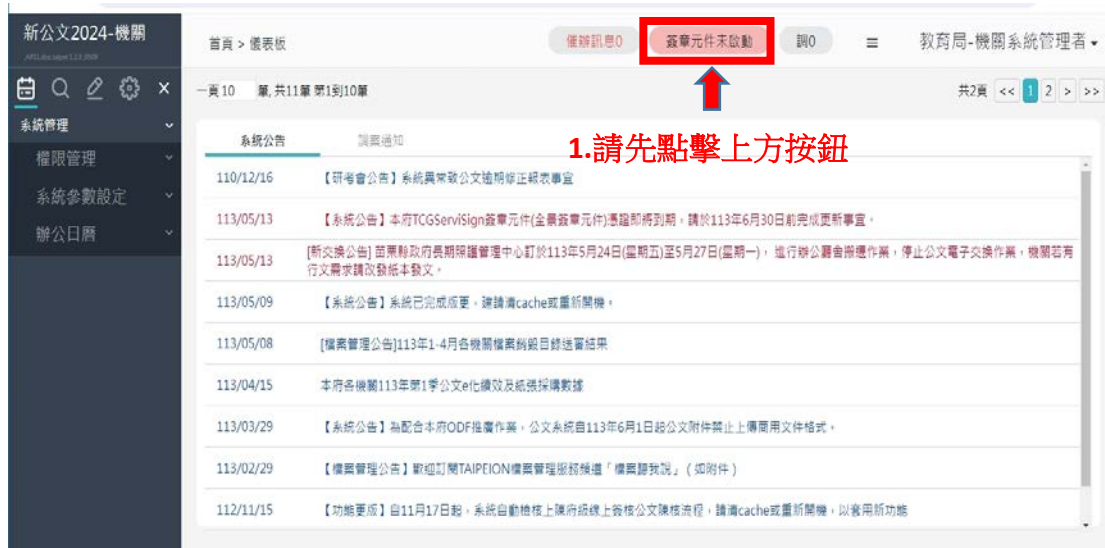 新公文2024-機關
首頁 > 儀表板
催辦訊息0
簽章元件未啟動
調0
教育局-機關系統管理者
一頁10 筆,共11筆 第1到10筆
共2頁 << 1 2 > >>
系統管理
權限管理
系統參數設定
辦公日曆
系統公告
調案通知
1.請先點擊上方按鈕
110/12/16 【研考會公告】系統異常致公文逾期修正報表事宜
113/05/13 【系統公告】本府TCGServiSign簽章元件(全景簽章元件)憑證即將到期,請於113年6月30日前完成更新事宜。
113/05/13 [新交換公告] 苗栗縣政府長期照護管理中心訂於113年5月24日(星期五)至5月27日(星期一), 進行辦公廳舍搬遷作業,停止公文電子交換作業,機關若有
行文需求請改發紙本發文。
113/05/09 【系統公告】系統已完成版更,建請清cache或重新開機。
113/05/08 [檔案管理公告]113年1-4月各機關檔案銷毀目錄送審結果
113/04/15 本府各機關113年第1季公文e化績效及紙張採購數據
113/03/29 【系統公告】為配合本府ODF推廣作業,公文系統自113年6月1日起公文附件禁止上傳商用文件格式。
113/02/29 【檔案管理公告】歡迎訂閱TAIPEION檔案管理服務頻道「檔案聽我說」(如附件)
112/11/15 【功能更版】自11月17日起,系統自動檢核上陳府級線上簽核公文陳核流程,請清cache或重新開機,以套用新功能